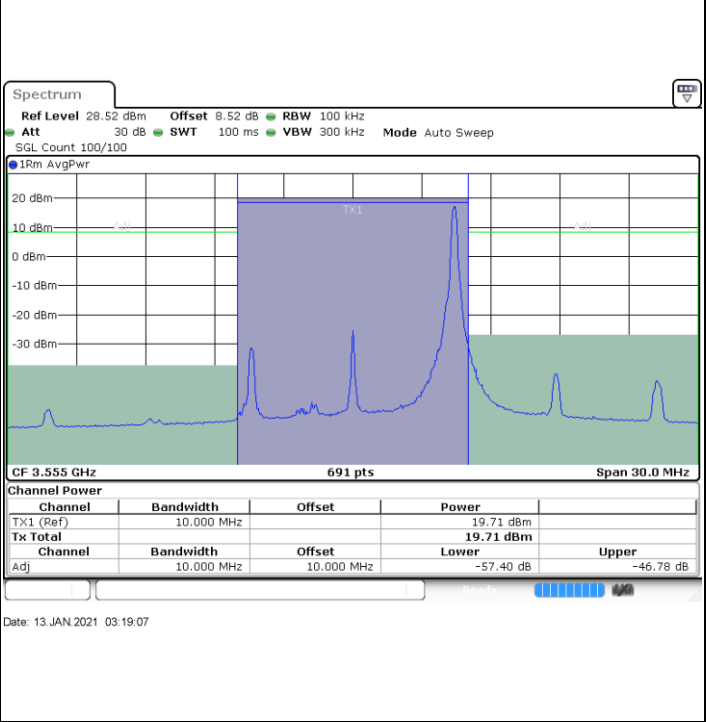 Spectrum
Ref Level 28.52 dBm Offset 8.52 dB RBW 100 kHz
Att 30 dB SWT 100 ms VBW 300 kHz Mode Auto Sweep
SGL Count 100/100
1Rm AvgPwr
20 dBm
TX1
Adj Adj
10 dBm
0 dBm
-10 dBm
-20 dBm
-30 dBm
CF 3.555 GHz 691 pts Span 30.0 MHz
Channel Power
Channel Bandwidth Offset Power
TX1 (Ref) 10.000 MHz 19.71 dBm
Tx Total 19.71 dBm
Channel Bandwidth Offset Lower Upper
Adj 10.000 MHz 10.000 MHz -57.40 dB -46.78 dB
Ready
Date: 13.JAN.2021 03:19:07